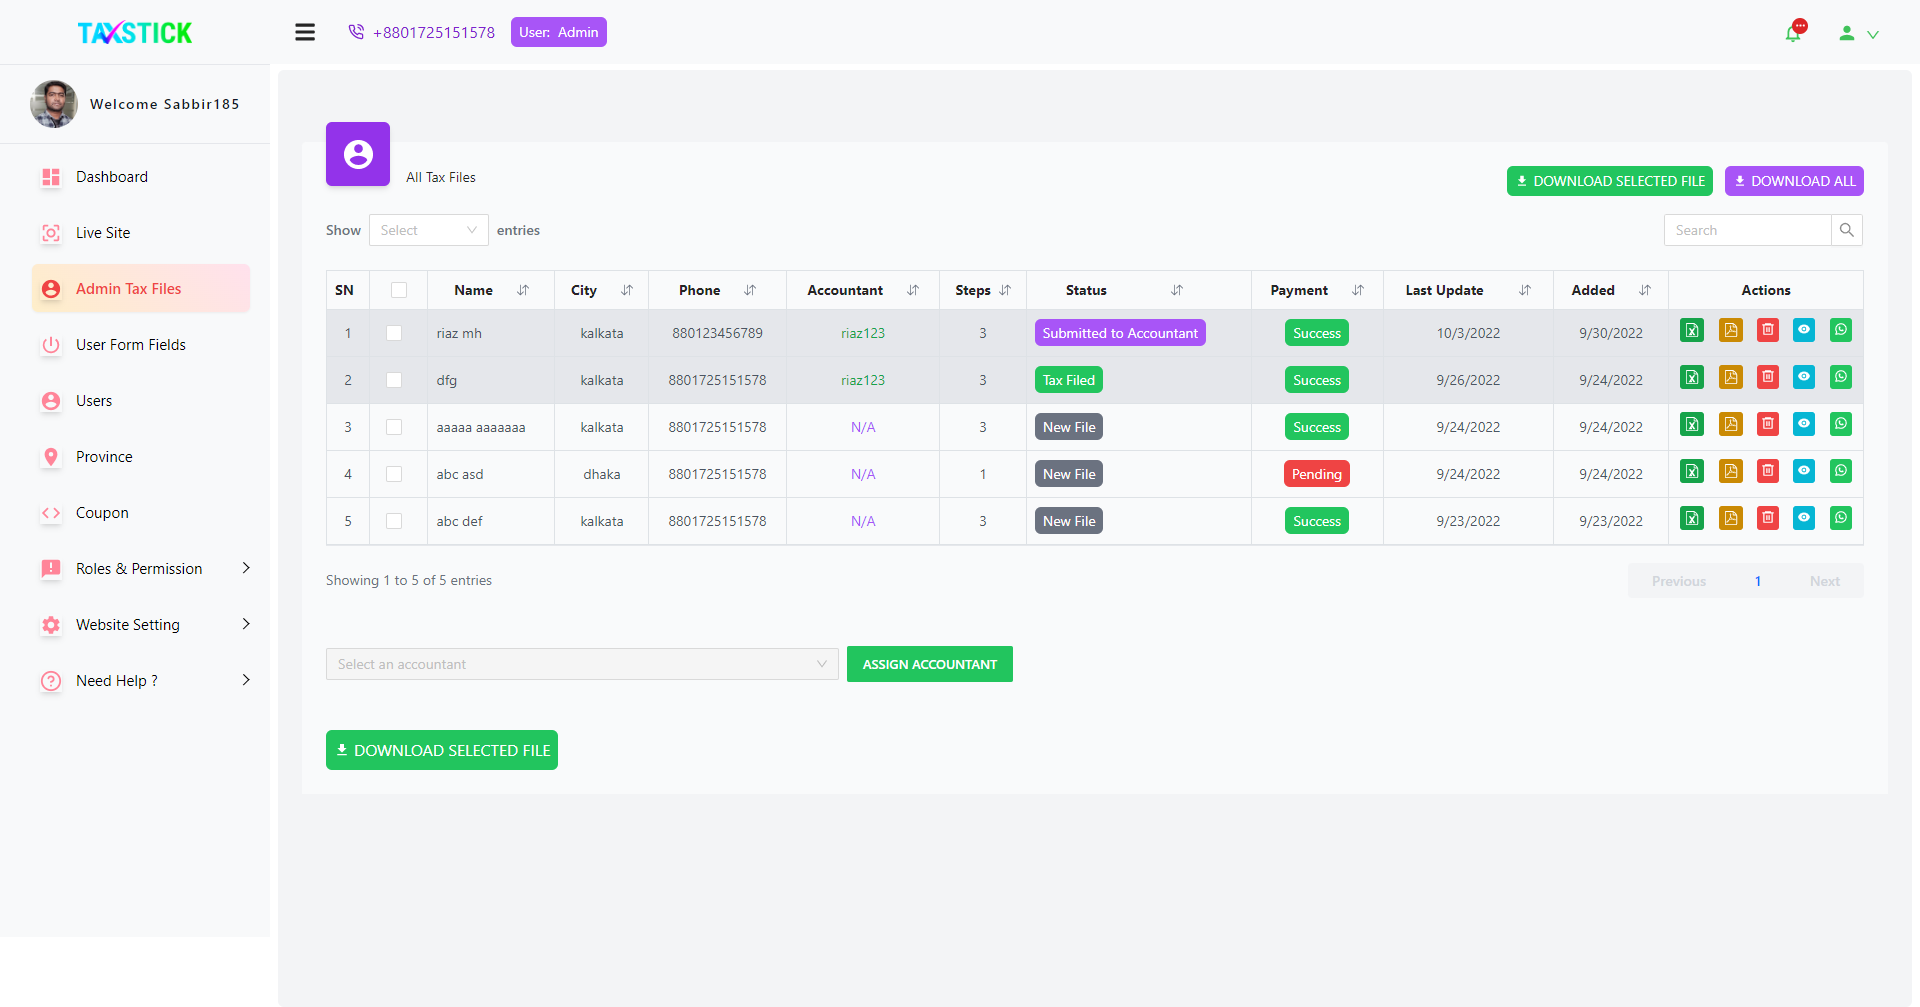 TAXSTICK
+8801725151578 User: Admin
Welcome Sabbir185
Dashboard
Live Site
Admin Tax Files
User Form Fields
Users
Province
Coupon
Roles & Permission
Website Setting
Need Help ?
All Tax Files
DOWNLOAD SELECTED FILE DOWNLOAD ALL
Show Select entries Search
SN Name City Phone Accountant Steps Status Payment Last Update Added Actions
1 riaz mh kalkata 880123456789 riaz123 3 Submitted to Accountant Success 10/3/2022 9/30/2022
2 dfg kalkata 8801725151578 riaz123 3 Tax Filed Success 9/26/2022 9/24/2022
3 aaaaa aaaaaaa kalkata 8801725151578 N/A 3 New File Success 9/24/2022 9/24/2022
4 abc asd dhaka 8801725151578 N/A 1 New File Pending 9/24/2022 9/24/2022
5 abc def kalkata 8801725151578 N/A 3 New File Success 9/23/2022 9/23/2022
Showing 1 to 5 of 5 entries Previous 1 Next
Select an accountant ASSIGN ACCOUNTANT
DOWNLOAD SELECTED FILE